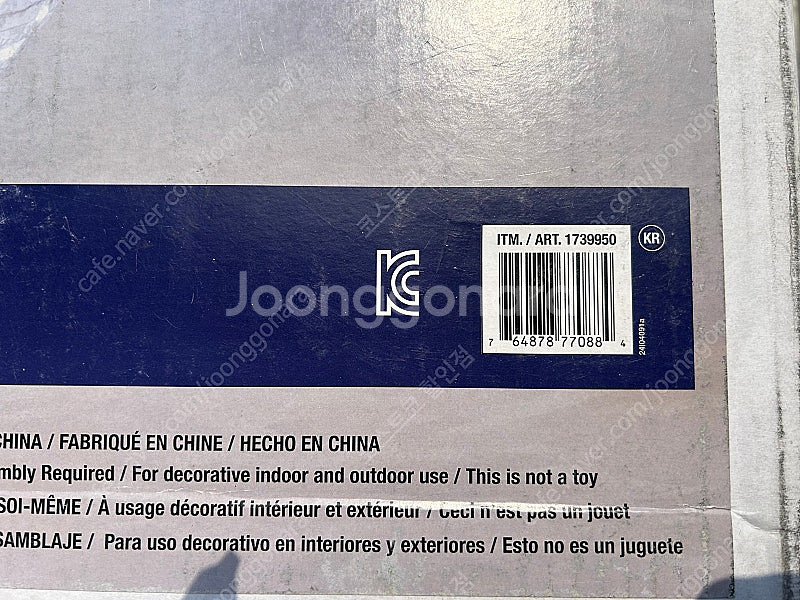 ITM. / ART. 1739950
KR
7 64878 77088 4
24I04091a
Joonggonara
CHINA / FABRIQUÉ EN CHINE / HECHO EN CHINA
mbly Required / For decorative indoor and outdoor use / This is not a toy
SOI-MÊME / À usage décoratif intérieur et extérieur / Ceci n'est pas un jouet
SAMBLAJE / Para uso decorativo en interiores y exteriores / Esto no es un juguete